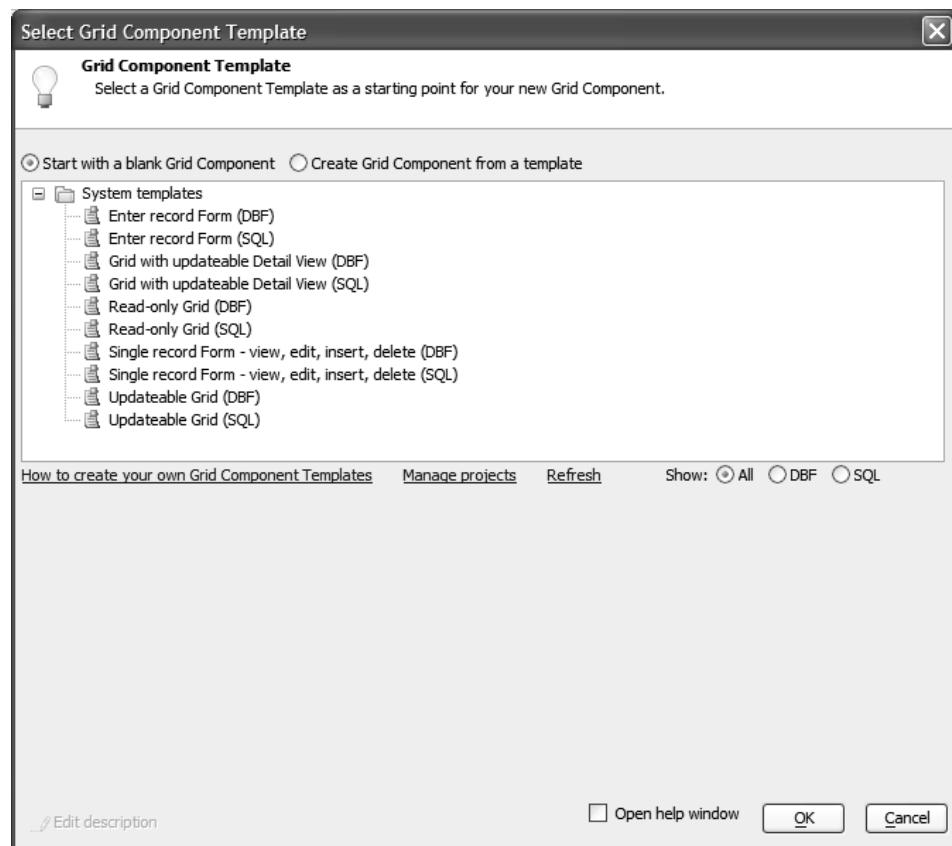 Select Grid Component Template
Grid Component Template
Select a Grid Component Template as a starting point for your new Grid Component.
Start with a blank Grid Component Create Grid Component from a template
System templates
Enter record Form (DBF)
Enter record Form (SQL)
Grid with updateable Detail View (DBF)
Grid with updateable Detail View (SQL)
Read-only Grid (DBF)
Read-only Grid (SQL)
Single record Form - view, edit, insert, delete (DBF)
Single record Form - view, edit, insert, delete (SQL)
Updateable Grid (DBF)
Updateable Grid (SQL)
How to create your own Grid Component Templates Manage projects Refresh Show: All DBF SQL
Edit description Open help window OK Cancel